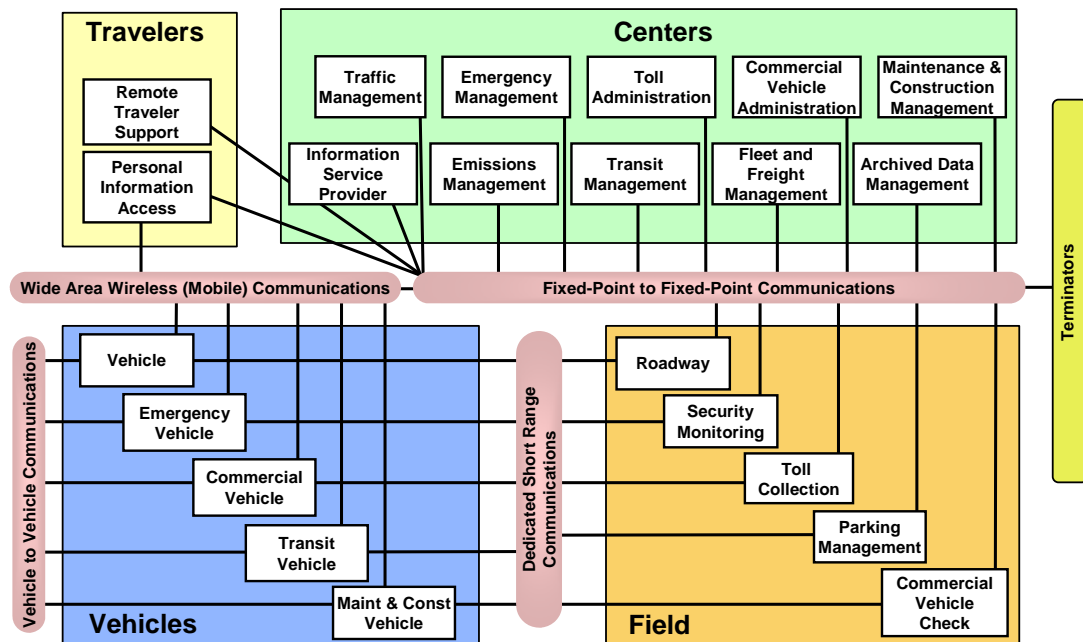 Travelers
Remote
Traveler
Support
Personal
Information
Access
Centers
Traffic
Management
Emergency
Management
Toll
Administration
Commercial
Vehicle
Administration
Maintenance &
Construction
Management
Information
Service
Provider
Emissions
Management
Transit
Management
Fleet and
Freight
Management
Archived Data
Management
Terminators
Wide Area Wireless (Mobile) Communications
Fixed-Point to Fixed-Point Communications
Vehicle to Vehicle Communications
Vehicle
Emergency
Vehicle
Commercial
Vehicle
Transit
Vehicle
Maint & Const
Vehicle
Vehicles
Dedicated Short Range
Communications
Roadway
Security
Monitoring
Toll
Collection
Parking
Management
Commercial
Vehicle
Check
Field